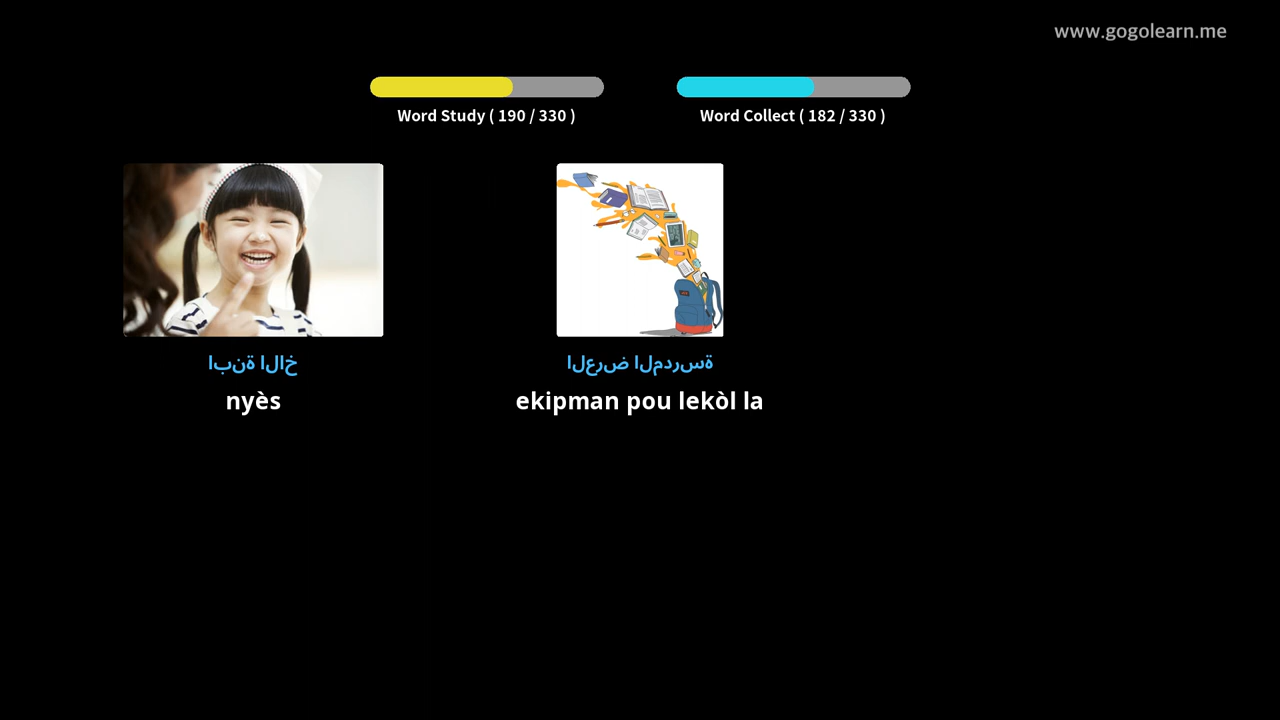 www.gogolearn.me
Word Study ( 190 / 330 )
Word Collect ( 182 / 330 )
ابنة الاخ
nyès
العرض المدرسة
ekipman pou lekòl la